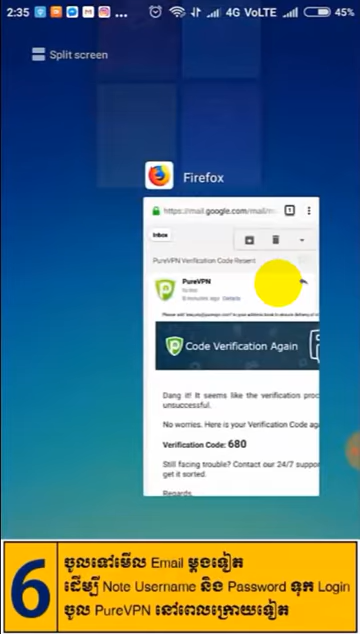 2:35
4G VoLTE
45%
Split screen
Firefox
https://mail.google.com/mail/m
1
Inbox
PureVPN Verification Code Resent
PureVPN
to me
8 minutes ago Details
Code Verification Again
Dang it! It seems like the verification proc
unsuccessful.
No worries. Here is your Verification Code aga
Verification Code: 680
Still facing trouble? Contact our 24/7 suppor
get it sorted.
Regards,
6
ចូលទៅមើល Email ម្ដងទៀត
ដើម្បី Note Username និង Password ទុក Login
ចូល PureVPN នៅពេលក្រោយទៀត